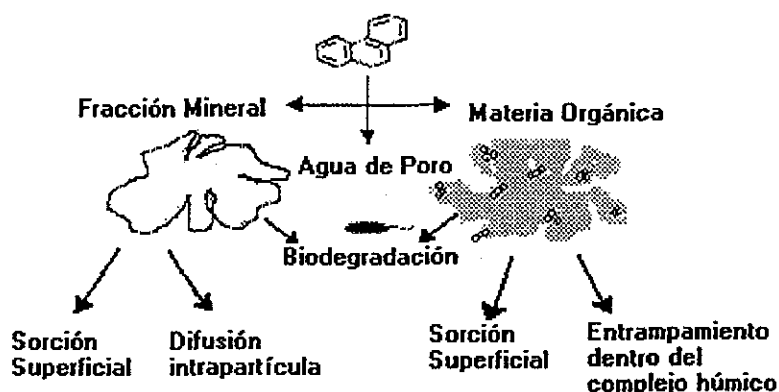 Fracción Mineral
Materia Orgánica
Agua de Poro
Biodegradación
Sorción
Superficial
Difusión
intrapartícula
Sorción
Superficial
Entrampamiento
dentro del
complejo húmico